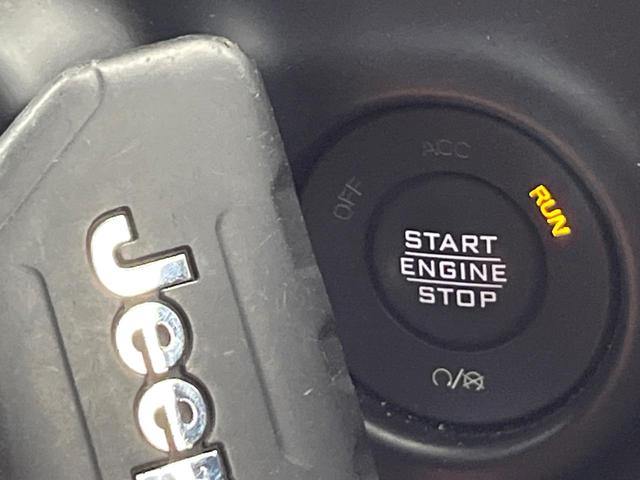 Jeep
OFF
ACC
RUN
START
ENGINE
STOP